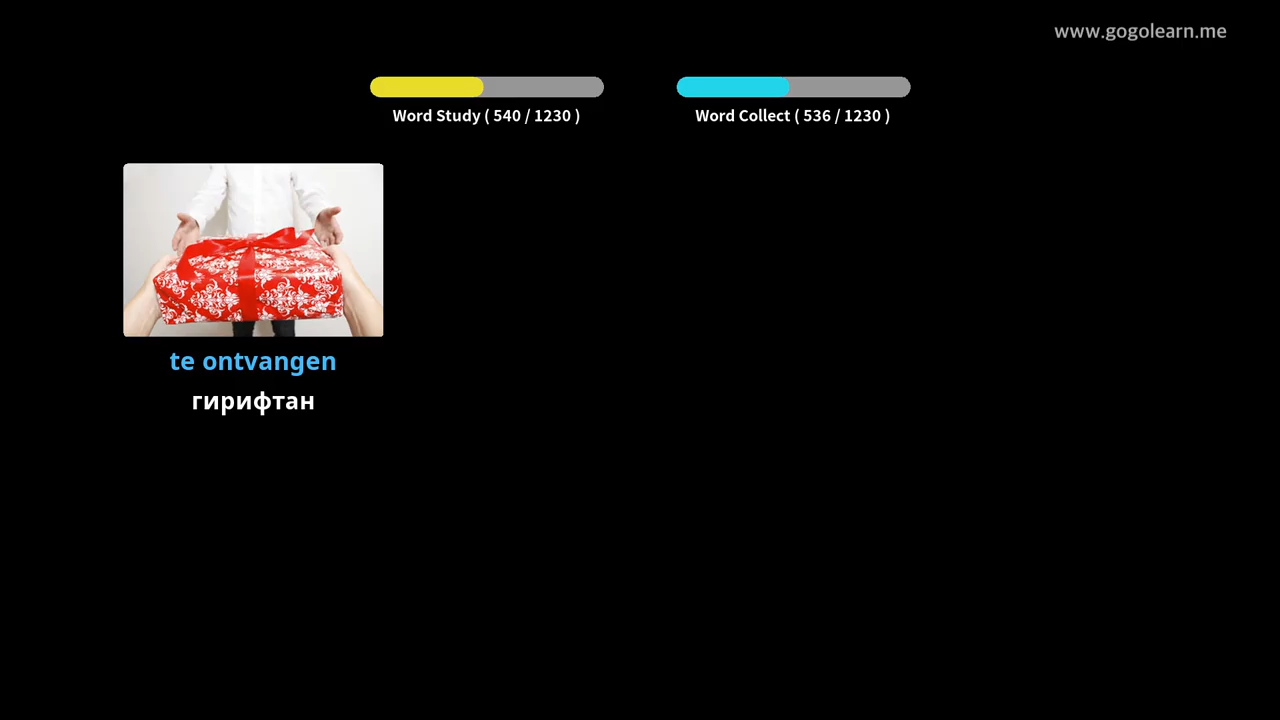 www.gogolearn.me
Word Study ( 540 / 1230 )
Word Collect ( 536 / 1230 )
te ontvangen
гирифтан